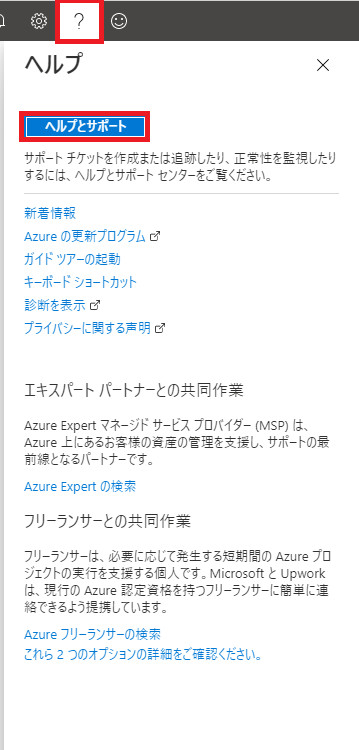 ?
ヘルプ
ヘルプとサポート
サポート チケットを作成または追跡したり、正常性を監視したり
するには、ヘルプとサポート センターをご覧ください。
新着情報
Azure の更新プログラム
ガイド ツアーの起動
キーボード ショートカット
診断を表示
プライバシーに関する声明
エキスパート パートナーとの共同作業
Azure Expert マネージド サービス プロバイダー (MSP) は、
Azure 上にあるお客様の資産の管理を支援し、サポートの最
前線となるパートナーです。
Azure Expert の検索
フリーランサーとの共同作業
フリーランサーは、必要に応じて発生する短期間の Azure プロ
ジェクトの実行を支援する個人です。Microsoft と Upwork
は、現行の Azure 認定資格を持つフリーランサーに簡単に連
絡できるよう提携しています。
Azure フリーランサーの検索
これら 2 つのオプションの詳細をご確認ください。